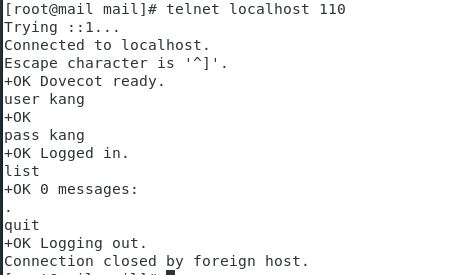 [root@mail mail]# telnet localhost 110
Trying ::1...
Connected to localhost.
Escape character is '^]'.
+OK Dovecot ready.
user kang
+OK
pass kang
+OK Logged in.
list
+OK 0 messages:
.
quit
+OK Logging out.
Connection closed by foreign host.